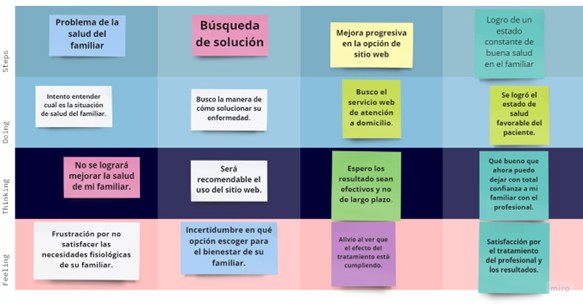 Steps
Problema de la
salud del
familiar
Búsqueda
de solución
Mejora progresiva
en la opción de
sitio web
Logro de un
estado
constante de
buena salud
en el familiar
Doing
Intento entender
cual es la situación
de salud del familiar.
Busco la manera de
cómo solucionar su
enfermedad.
Busco el
servicio web
de atención
a domicilio.
Se logró el
estado de
salud
favorable del
paciente.
Thinking
No se logrará
mejorar la salud
de mi familiar.
Será
recomendable el
uso del sitio web.
Espero los
resultado sean
efectivos y no
de largo plazo.
Qué bueno que
ahora puedo
dejar con total
confianza a mi
familiar con el
profesional.
Feeling
Frustración por no
satisfacer las
necesidades fisiológicas
de su familiar.
Incertidumbre en qué
opción escoger para
el bienestar de su
familiar.
Alivio al ver que
el efecto del
tratamiento está
cumpliendo.
Satisfacción por
el tratamiento
del profesional y
los resultados.
miro